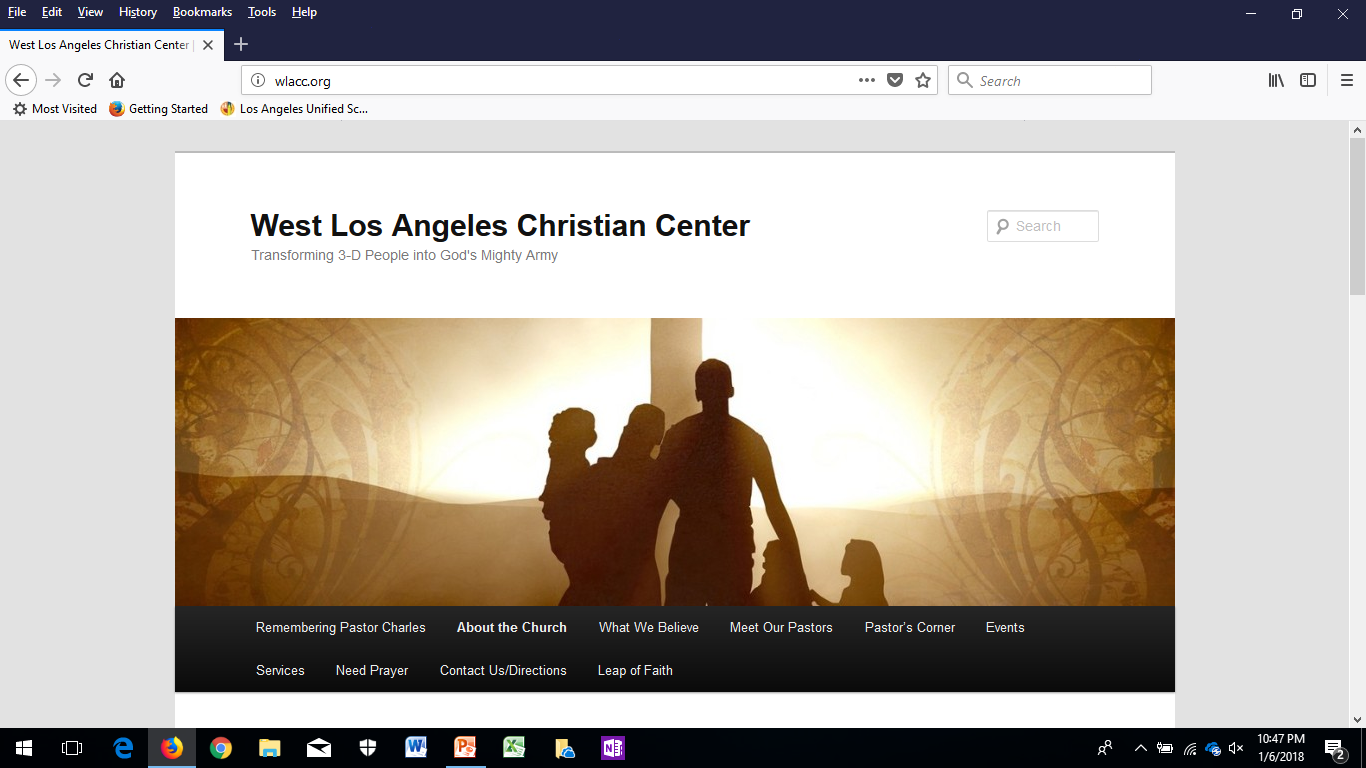 File Edit View History Bookmarks Tools Help
West Los Angeles Christian Center |
wlacc.org
Search
Most Visited Getting Started Los Angeles Unified Sc...
West Los Angeles Christian Center
Search
Transforming 3-D People into God's Mighty Army
Remembering Pastor Charles About the Church What We Believe Meet Our Pastors Pastor’s Corner Events
Services Need Prayer Contact Us/Directions Leap of Faith
10:47 PM
1/6/2018
2